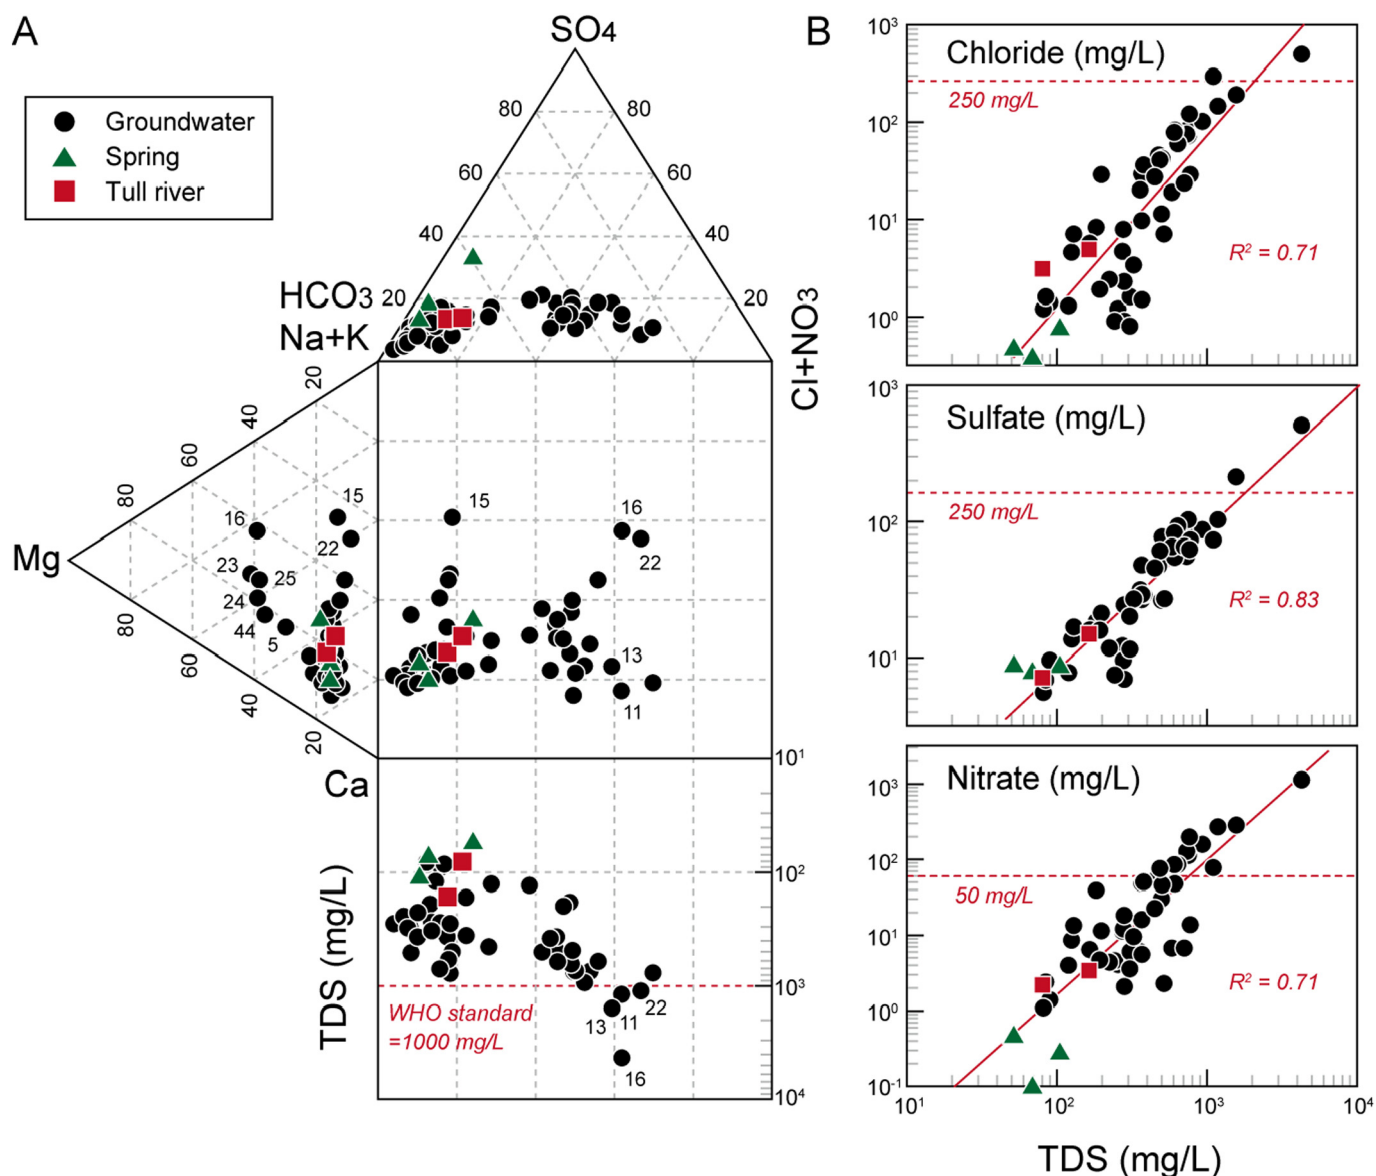 A
SO4
Groundwater
Spring
Tull river
80
80
60
60
40
40
20
20
HCO3
Na+K
Cl+NO3
Mg
20
40
60
80
80
60
40
20
15
16
22
23
25
24
44
5
15
16
22
13
11
Ca
TDS (mg/L)
10¹
10²
10³
10⁴
WHO standard
=1000 mg/L
22
13
11
16
B
10³
10²
10¹
10⁰
Chloride (mg/L)
250 mg/L
R² = 0.71
10³
10²
10¹
Sulfate (mg/L)
250 mg/L
R² = 0.83
10³
10²
10¹
10⁰
10⁻¹
Nitrate (mg/L)
50 mg/L
R² = 0.71
10¹
10²
10³
10⁴
TDS (mg/L)